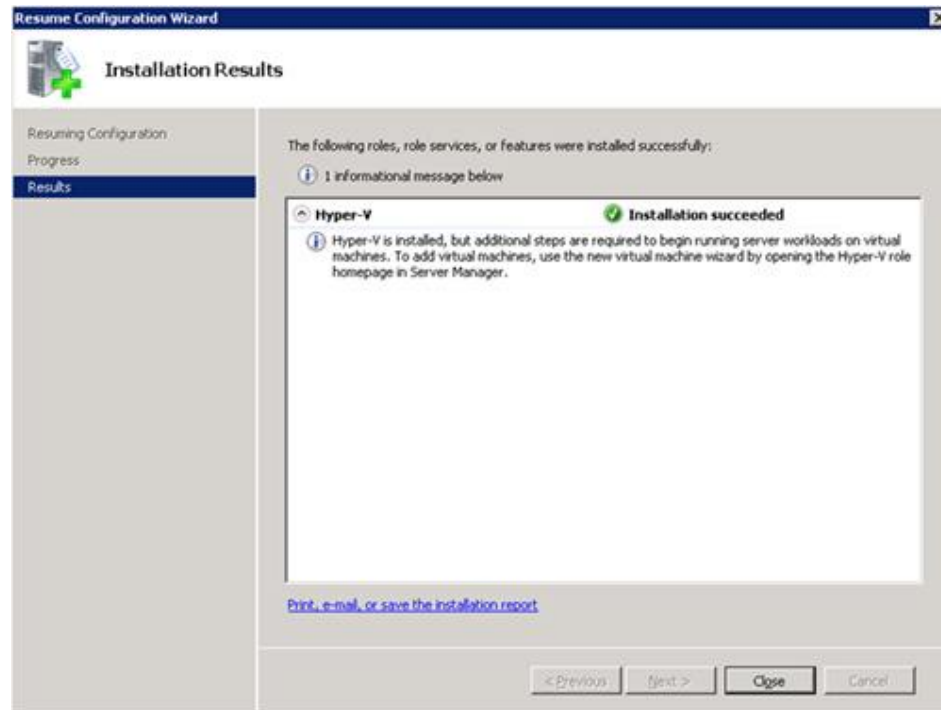 Resume Configuration Wizard
Installation Results
Resuming Configuration
Progress
Results
The following roles, role services, or features were installed successfully:
1 informational message below
Hyper-V
Installation succeeded
Hyper-V is installed, but additional steps are required to begin running server workloads on virtual
machines. To add virtual machines, use the new virtual machine wizard by opening the Hyper-V role
homepage in Server Manager.
Print, e-mail, or save the installation report
< Previous
Next >
Close
Cancel